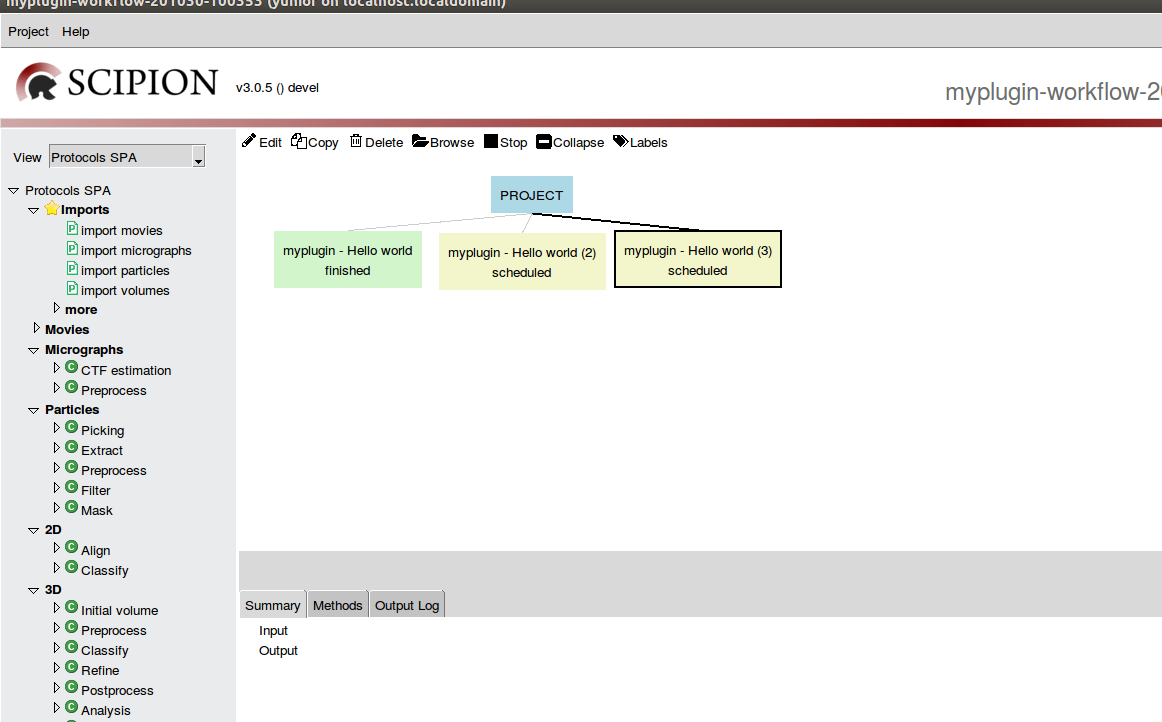 myplugin-workflow-201030-100353 (yunior on localhost.localdomain)
Project Help
SCIPION v3.0.5 () devel
myplugin-workflow-20
View Protocols SPA
Edit Copy Delete Browse Stop Collapse Labels
Protocols SPA
Imports
import movies
import micrographs
import particles
import volumes
more
Movies
Micrographs
CTF estimation
Preprocess
Particles
Picking
Extract
Preprocess
Filter
Mask
2D
Align
Classify
3D
Initial volume
Preprocess
Classify
Refine
Postprocess
Analysis
PROJECT
myplugin - Hello world
finished
myplugin - Hello world (2)
scheduled
myplugin - Hello world (3)
scheduled
Summary Methods Output Log
Input
Output